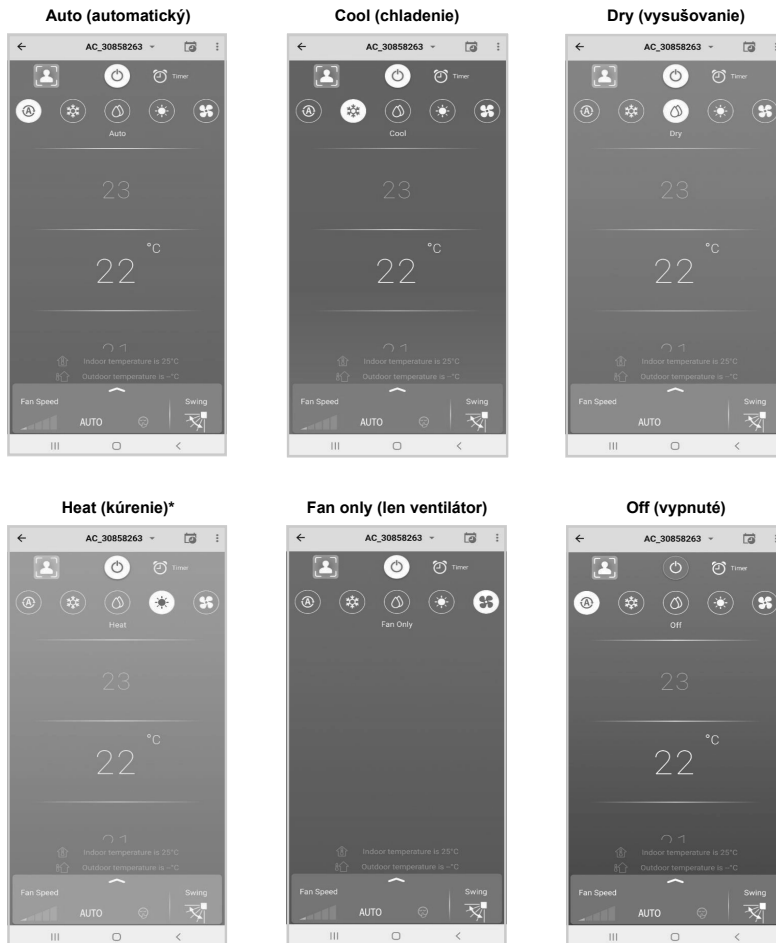 Auto (automatický)
AC_30858263
Timer
Auto
23
°C
22
21
Indoor temperature is 25°C
Outdoor temperature is --°C
Fan Speed
Swing
AUTO
Cool (chladenie)
AC_30858263
Timer
Cool
23
°C
22
21
Indoor temperature is 25°C
Outdoor temperature is --°C
Fan Speed
Swing
AUTO
Dry (vysušovanie)
AC_30858263
Timer
Dry
23
°C
22
21
Indoor temperature is 25°C
Outdoor temperature is --°C
Fan Speed
Swing
AUTO
Heat (kúrenie)*
AC_30858263
Timer
Heat
23
°C
22
21
Indoor temperature is 25°C
Outdoor temperature is --°C
Fan Speed
Swing
AUTO
Fan only (len ventilátor)
AC_30858263
Timer
Fan Only
Indoor temperature is 25°C
Outdoor temperature is --°C
Fan Speed
Swing
AUTO
Off (vypnuté)
AC_30858263
Timer
Off
23
°C
22
21
Indoor temperature is 25°C
Outdoor temperature is --°C
Fan Speed
Swing
AUTO